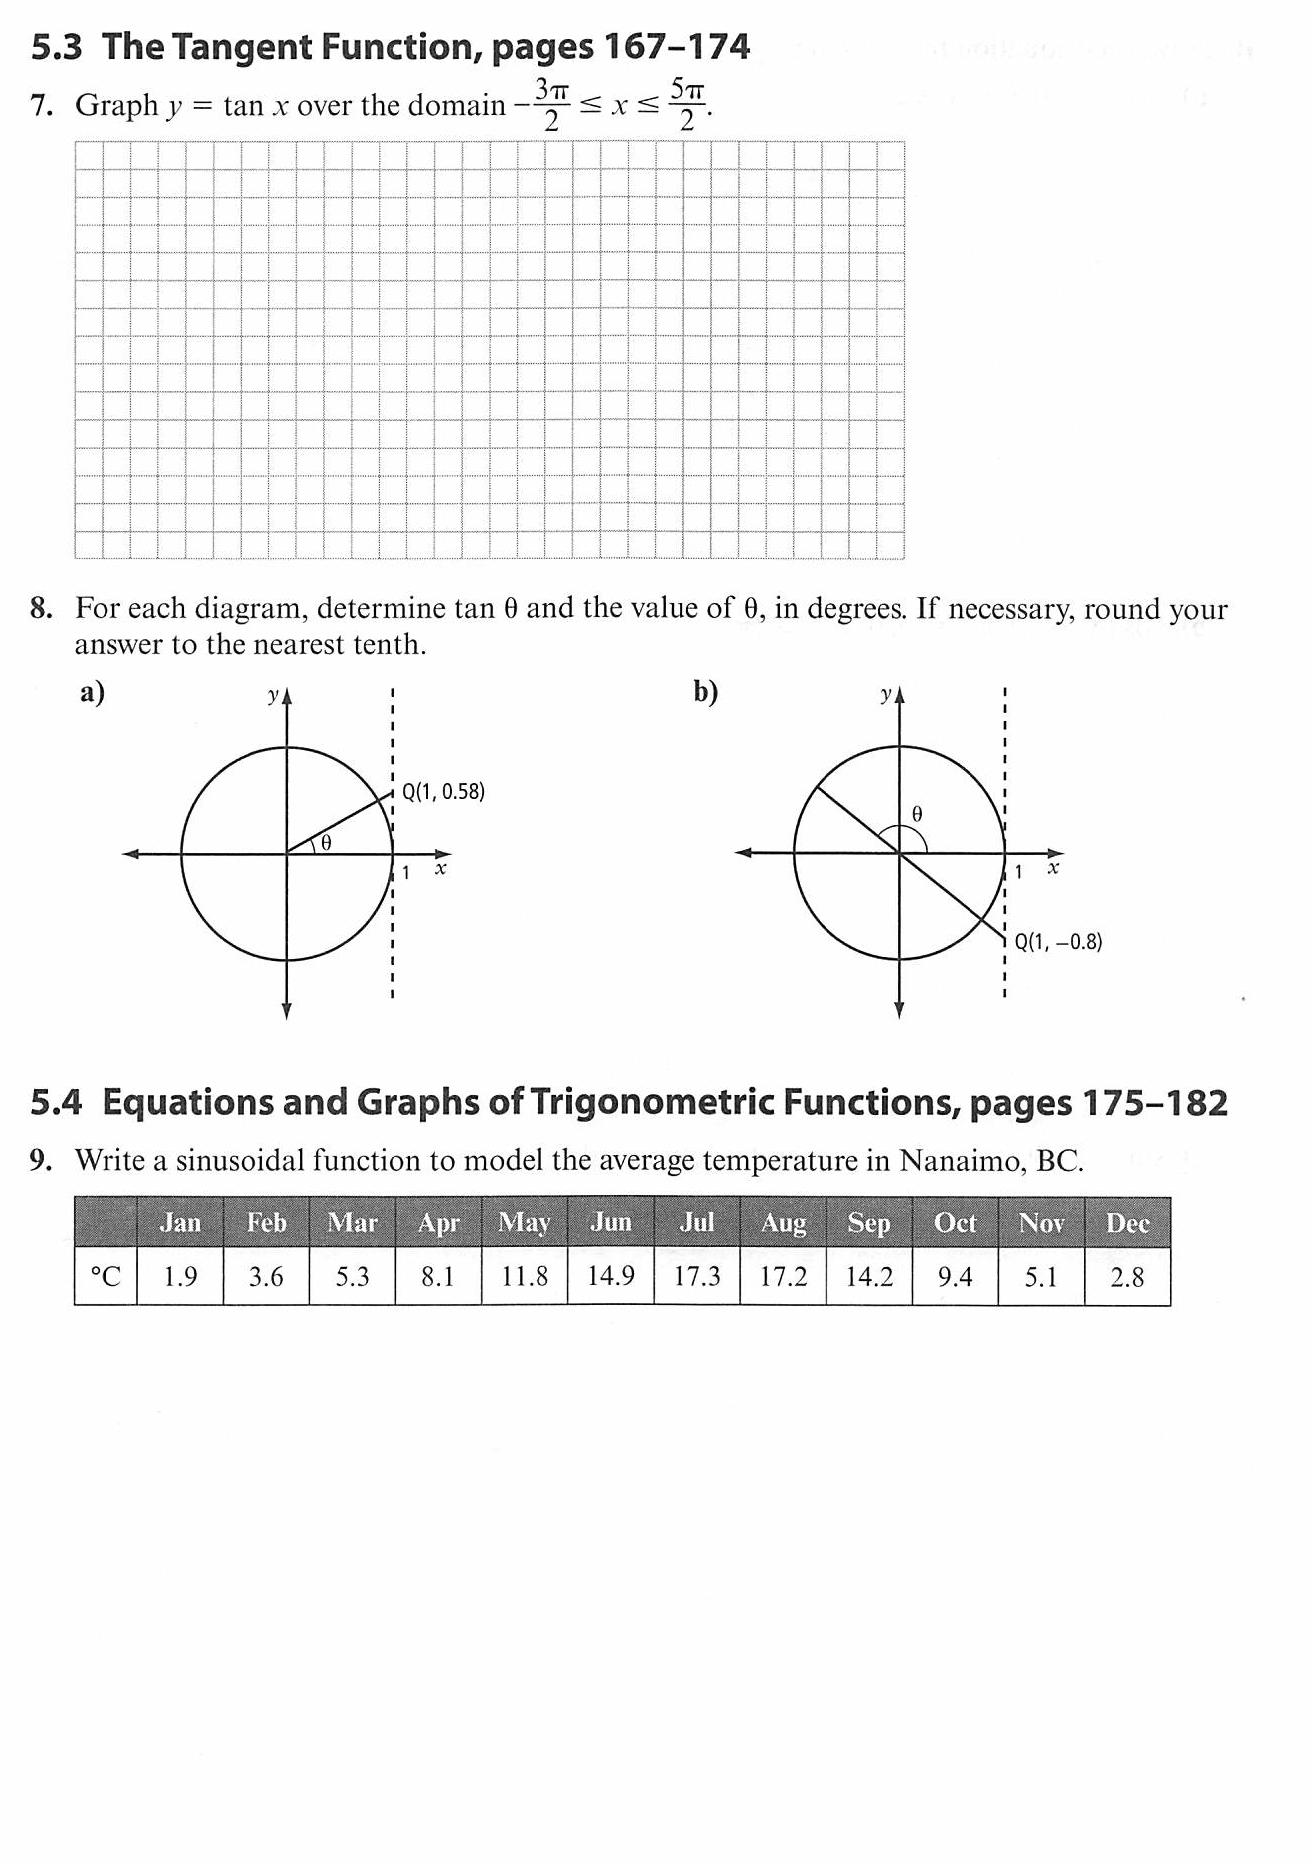 5.3 The Tangent Function, pages 167–174
7. Graph y = tan x over the domain −3π/2 ≤ x ≤ 5π/2.
8. For each diagram, determine tan θ and the value of θ, in degrees. If necessary, round your
answer to the nearest tenth.
a) b)
y y
Q(1, 0.58)
θ θ
1 x 1 x
Q(1, −0.8)
5.4 Equations and Graphs of Trigonometric Functions, pages 175–182
9. Write a sinusoidal function to model the average temperature in Nanaimo, BC.
Jan Feb Mar Apr May Jun Jul Aug Sep Oct Nov Dec
°C 1.9 3.6 5.3 8.1 11.8 14.9 17.3 17.2 14.2 9.4 5.1 2.8